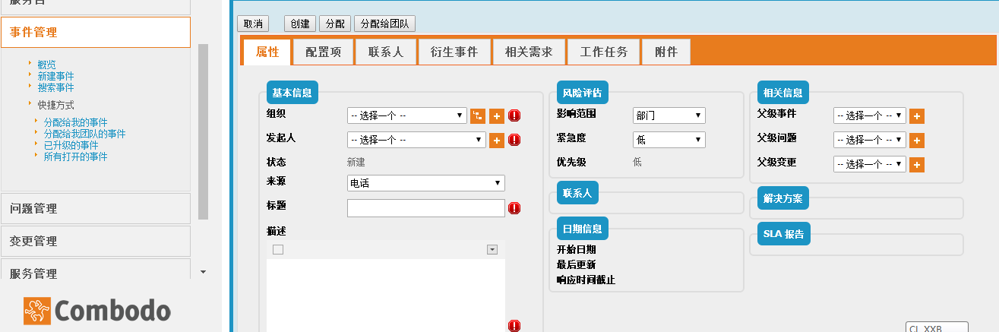 服务台
事件管理
概览
新建事件
搜索事件
快捷方式
分配给我的事件
分配给我团队的事件
已升级的事件
所有打开的事件
问题管理
变更管理
服务管理
Combodo
取消 创建 分配 分配给团队
属性 配置项 联系人 衍生事件 相关需求 工作任务 附件
基本信息
组织 -- 选择一个 --
发起人 -- 选择一个 --
状态 新建
来源 电话
标题
描述
风险评估
影响范围 部门
紧急度 低
优先级 低
联系人
日期信息
开始日期
最后更新
响应时间截止
相关信息
父级事件 -- 选择一个 --
父级问题 -- 选择一个 --
父级变更 -- 选择一个 --
解决方案
SLA 报告
CL_XXB